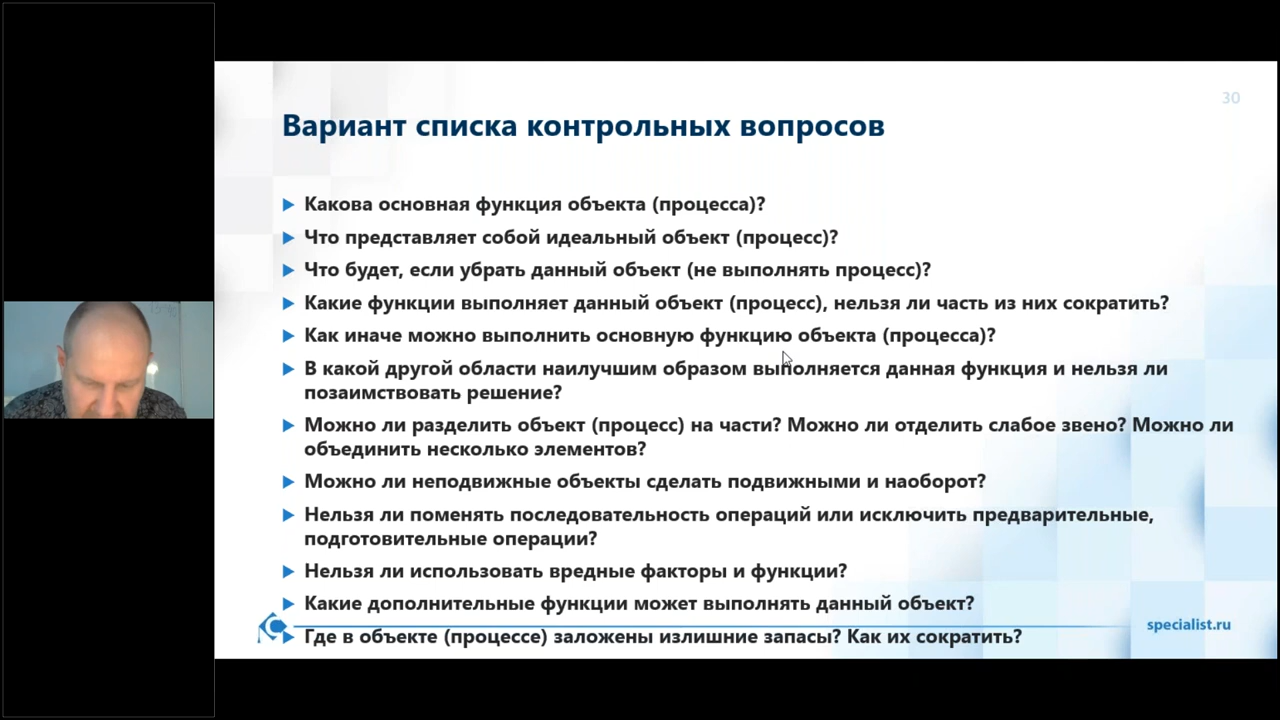 30
Вариант списка контрольных вопросов
Какова основная функция объекта (процесса)?
Что представляет собой идеальный объект (процесс)?
Что будет, если убрать данный объект (не выполнять процесс)?
Какие функции выполняет данный объект (процесс), нельзя ли часть из них сократить?
Как иначе можно выполнить основную функцию объекта (процесса)?
В какой другой области наилучшим образом выполняется данная функция и нельзя ли
позаимствовать решение?
Можно ли разделить объект (процесс) на части? Можно ли отделить слабое звено? Можно ли
объединить несколько элементов?
Можно ли неподвижные объекты сделать подвижными и наоборот?
Нельзя ли поменять последовательность операций или исключить предварительные,
подготовительные операции?
Нельзя ли использовать вредные факторы и функции?
Какие дополнительные функции может выполнять данный объект?
Где в объекте (процессе) заложены излишние запасы? Как их сократить?
specialist.ru